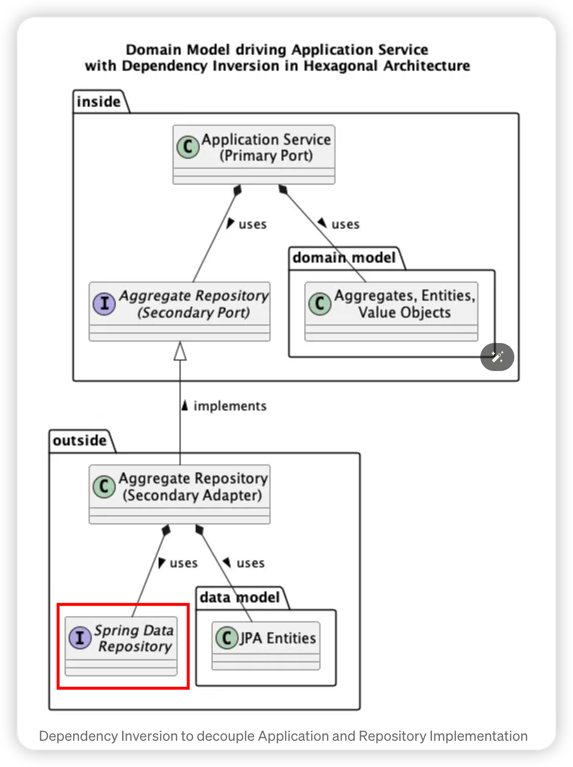 Domain Model driving Application Service
with Dependency Inversion in Hexagonal Architecture
inside
C
Application Service
(Primary Port)
uses
uses
domain model
I
Aggregate Repository
(Secondary Port)
C
Aggregates, Entities,
Value Objects
implements
outside
C
Aggregate Repository
(Secondary Adapter)
uses
uses
data model
I
Spring Data
Repository
C
JPA Entities
Dependency Inversion to decouple Application and Repository Implementation